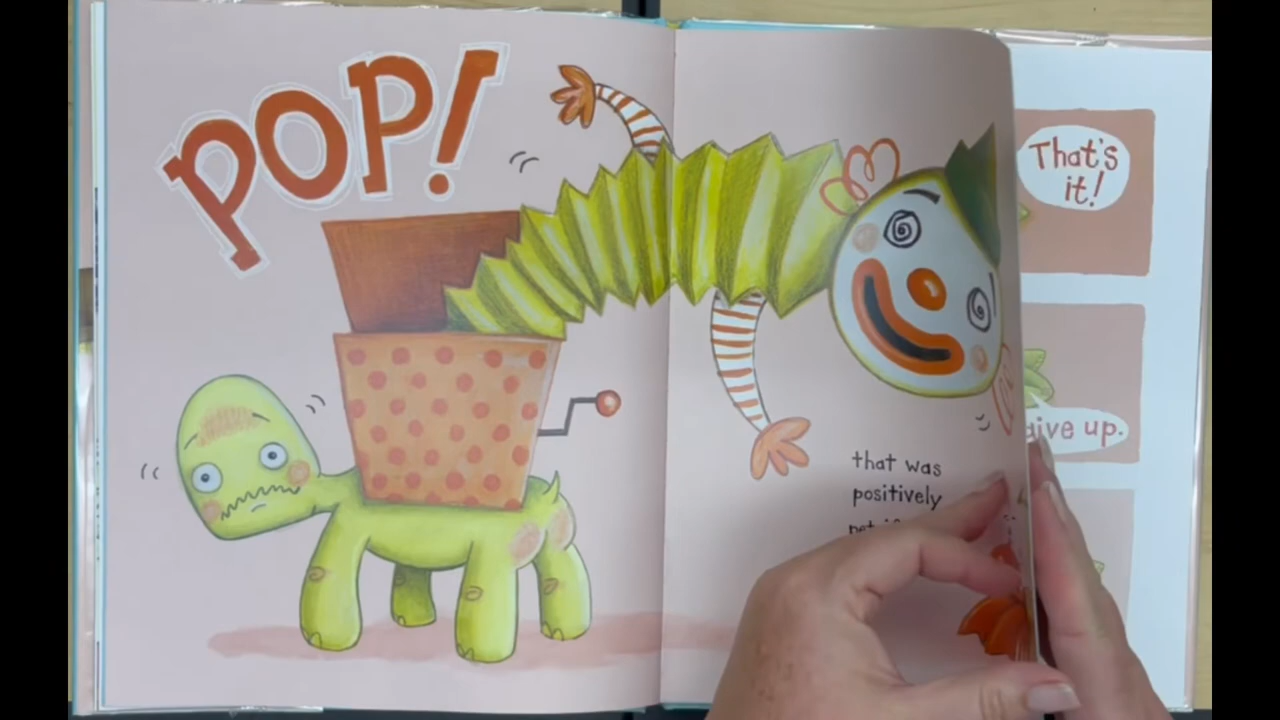 POP!
that was
positively
That's
it!
give up.